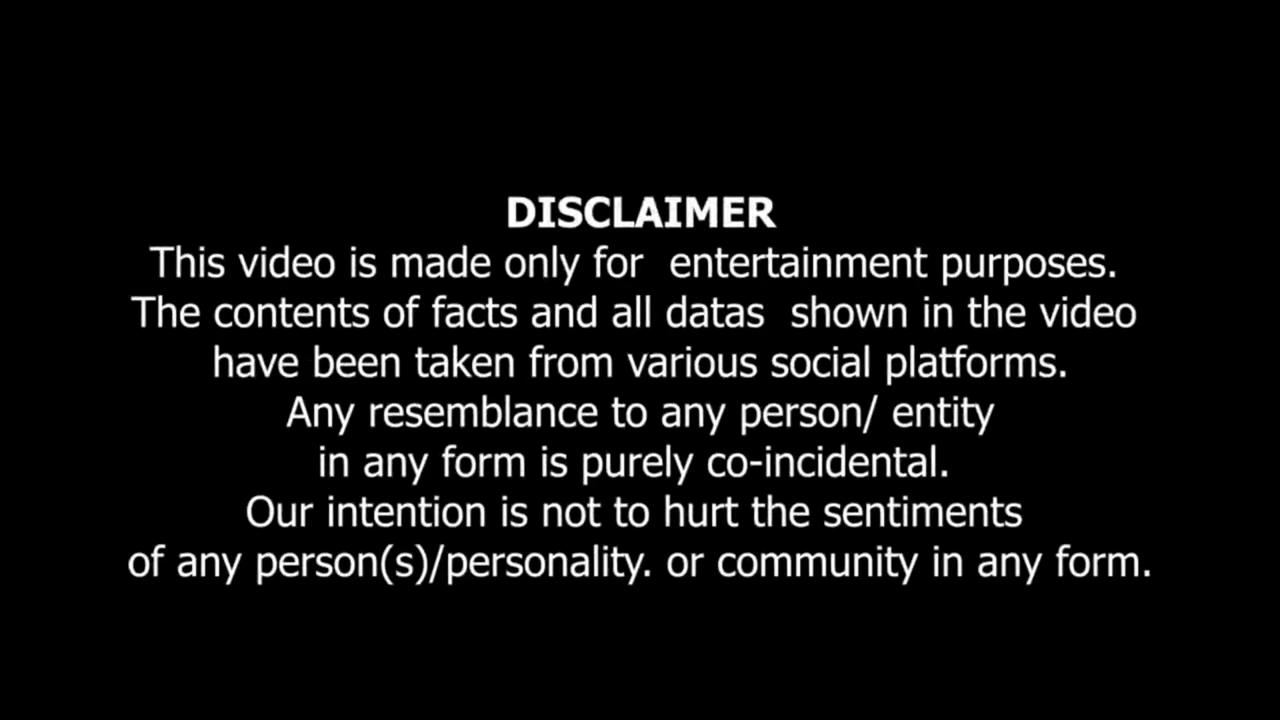 DISCLAIMER
This video is made only for  entertainment purposes.
The contents of facts and all datas  shown in the video
have been taken from various social platforms.
Any resemblance to any person/ entity
in any form is purely co-incidental.
Our intention is not to hurt the sentiments
of any person(s)/personality. or community in any form.